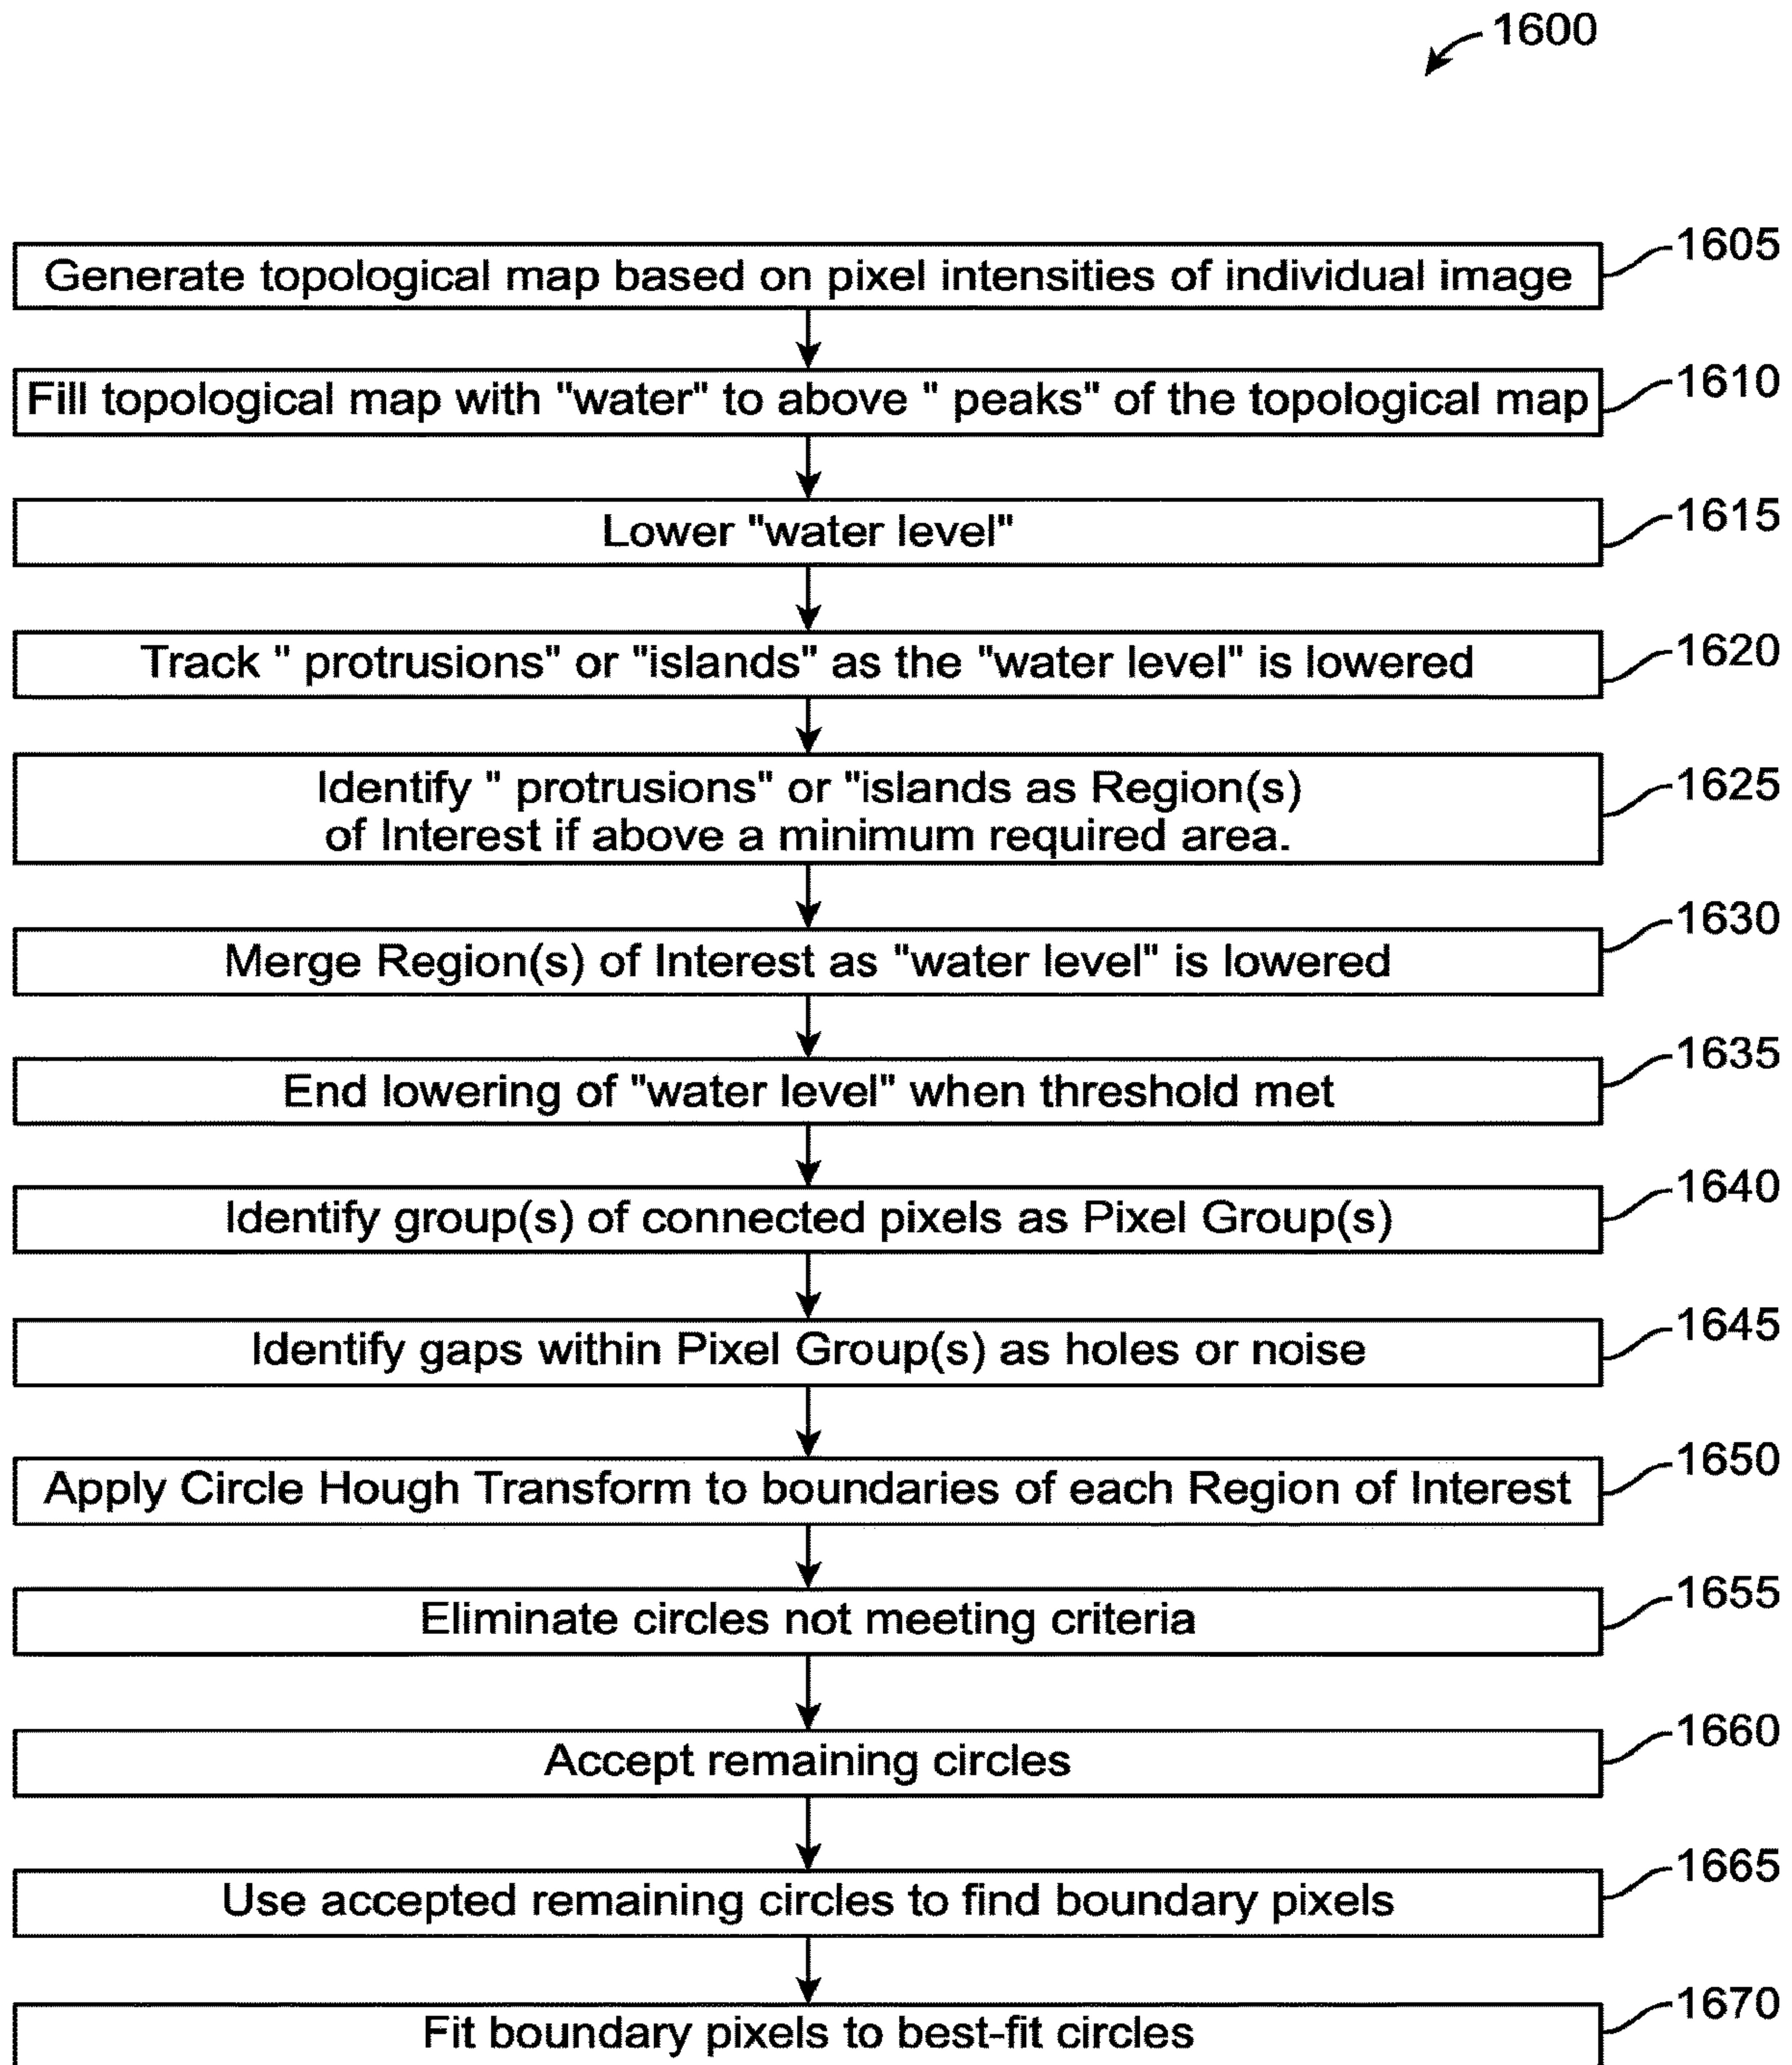 1600
Generate topological map based on pixel intensities of individual image
1605
Fill topological map with "water" to above " peaks" of the topological map
1610
Lower "water level"
1615
Track " protrusions" or "islands" as the "water level" is lowered
1620
Identify " protrusions" or "islands as Region(s)
of Interest if above a minimum required area.
1625
Merge Region(s) of Interest as "water level" is lowered
1630
End lowering of "water level" when threshold met
1635
Identify group(s) of connected pixels as Pixel Group(s)
1640
Identify gaps within Pixel Group(s) as holes or noise
1645
Apply Circle Hough Transform to boundaries of each Region of Interest
1650
Eliminate circles not meeting criteria
1655
Accept remaining circles
1660
Use accepted remaining circles to find boundary pixels
1665
Fit boundary pixels to best-fit circles
1670